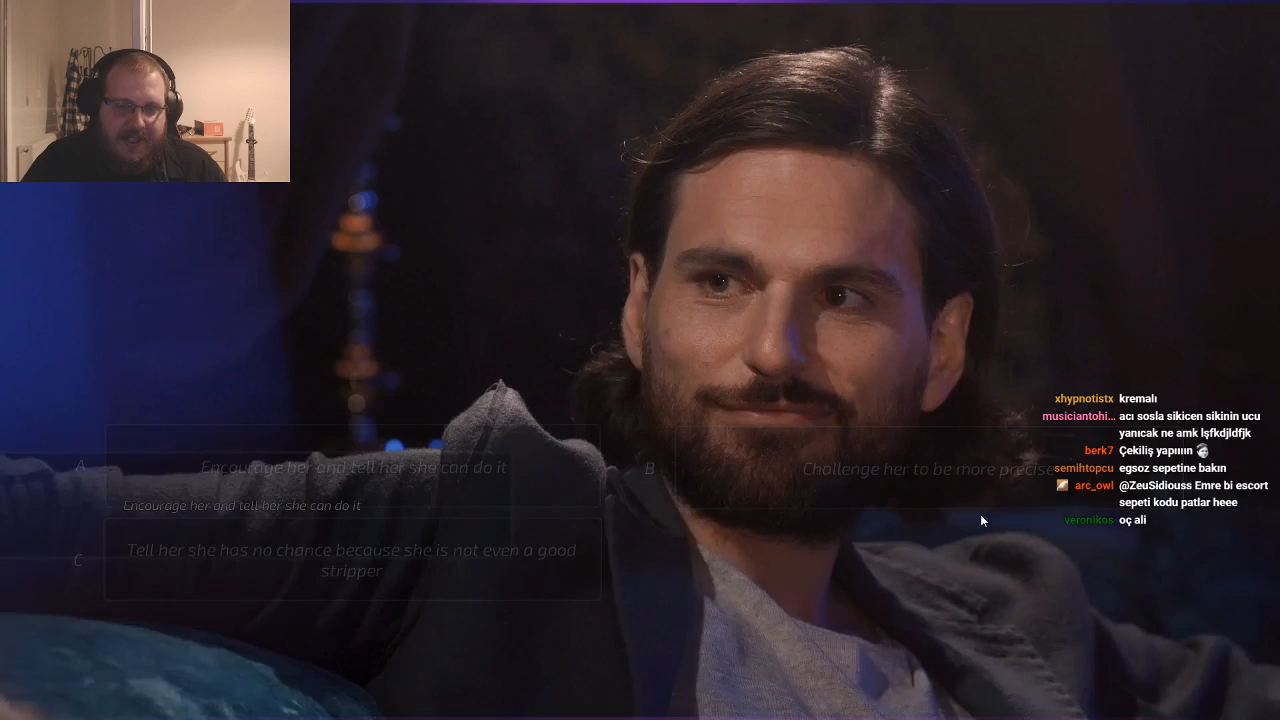 A
Encourage her and tell her she can do it
B
Challenge her to be more precise
Encourage her and tell her she can do it
C
Tell her she has no chance because she is not even a good
stripper
xhypnotistx kremalı
musiciantohi... acı sosla sikicen sikinin ucu
yanıcak ne amk lşfkdjldfjk
berk7 Çekiliş yapıııın
semihtopcu egsoz sepetine bakın
arc_owl @ZeuSidiouss Emre bi escort
sepeti kodu patlar heee
veronikos oç ali